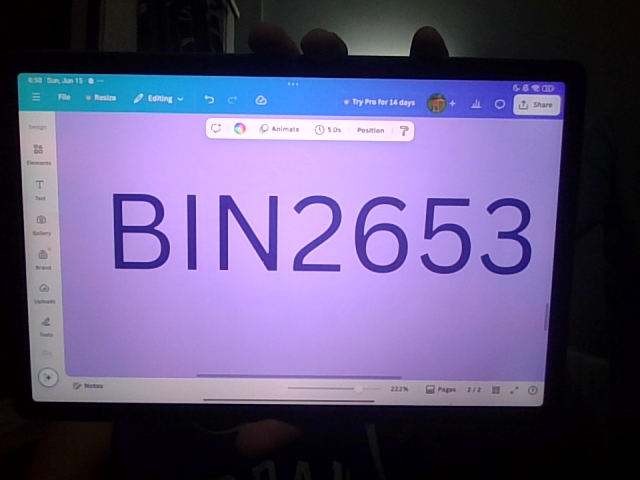 6:58 Sun, Jun 15
File Resize Editing Try Pro for 14 days Share
Animate 5.0s Position
Design
Elements
Text
Gallery
Brand
Uploads
Tools
BIN2653
Notes 222% Pages 2 / 2